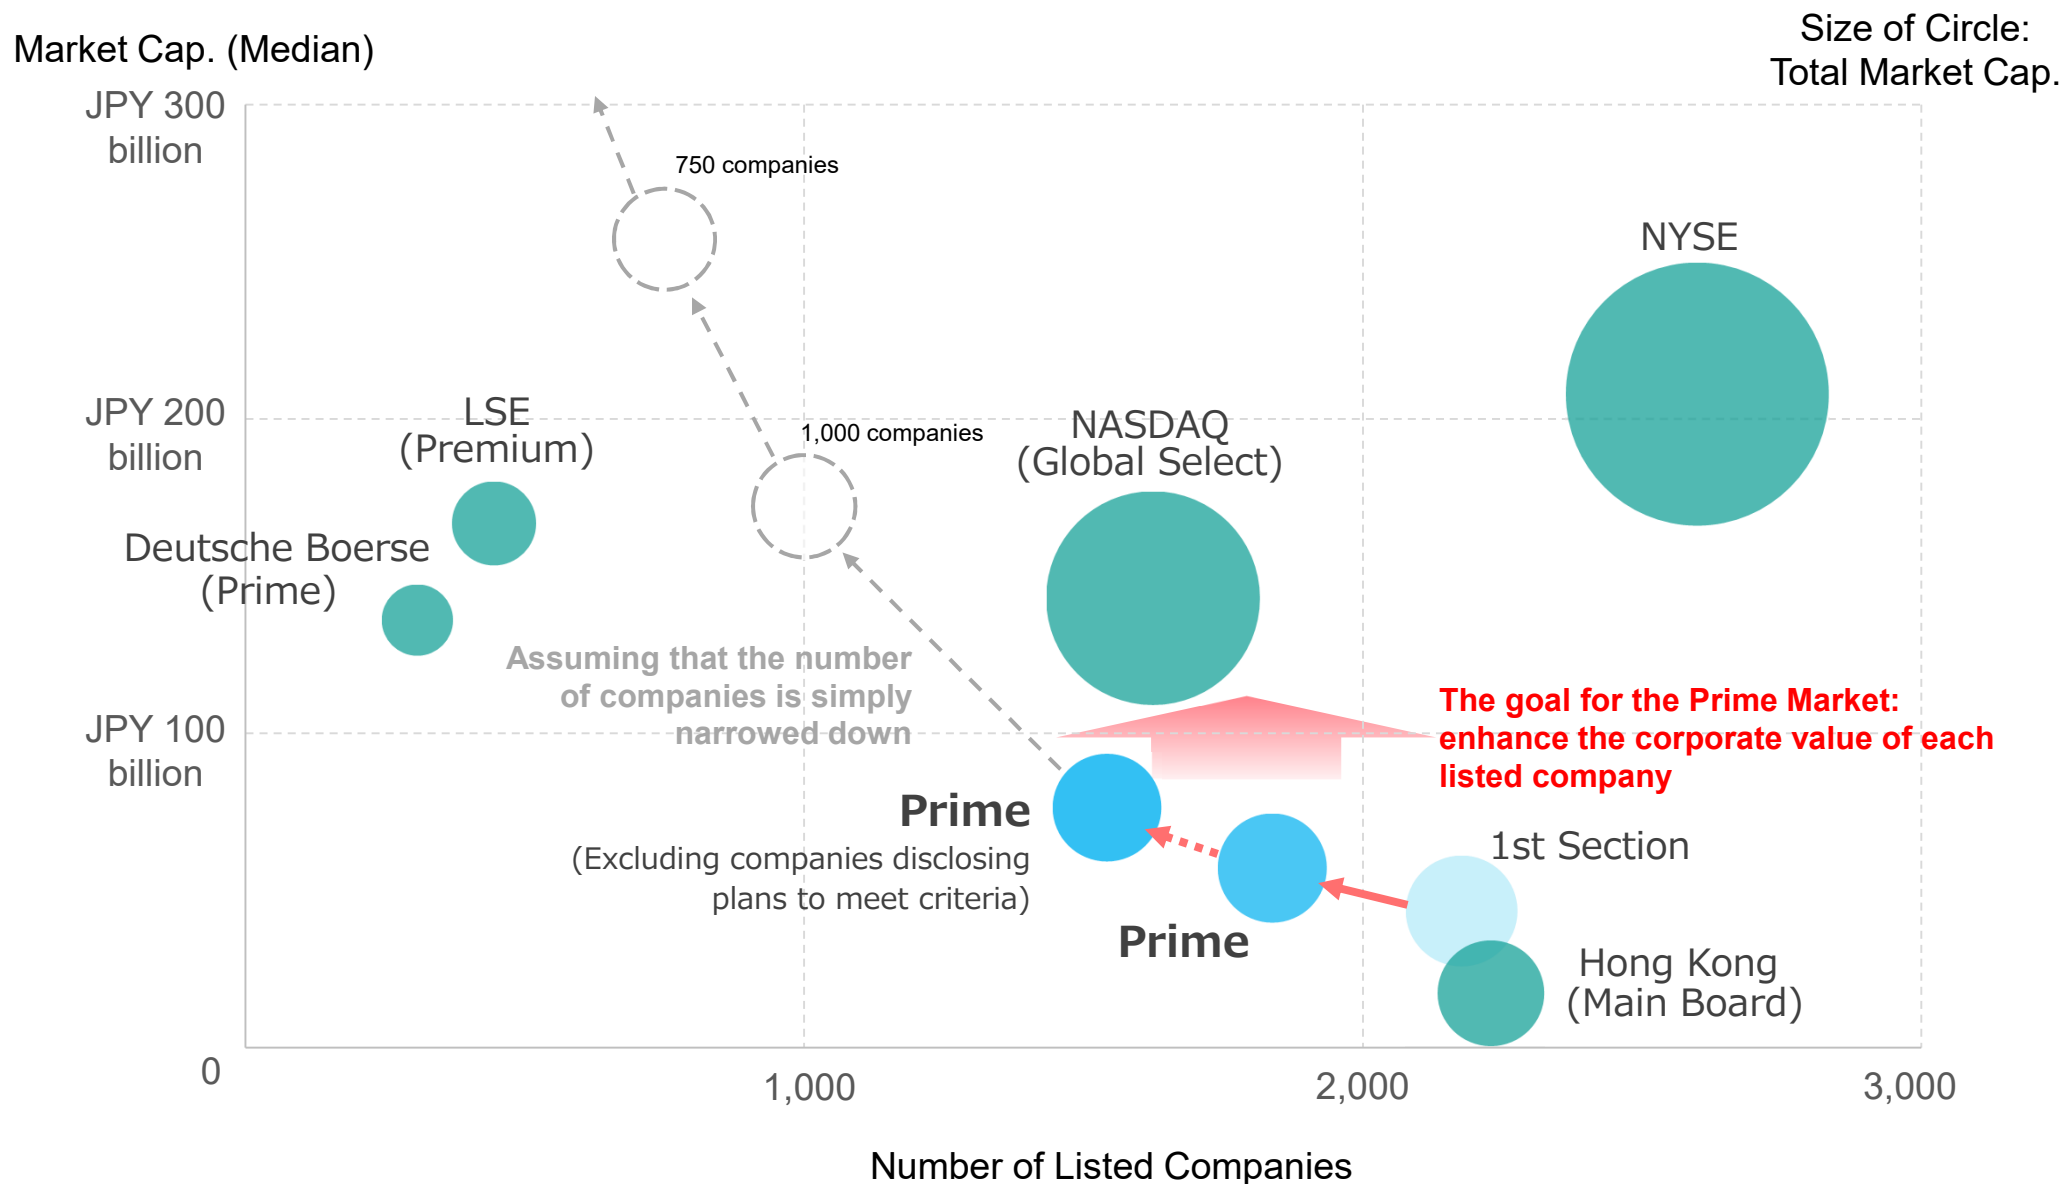 Market Cap. (Median)
Size of Circle:
Total Market Cap.
JPY 300
billion
750 companies
NYSE
JPY 200
billion
LSE
(Premium)
1,000 companies
NASDAQ
(Global Select)
Deutsche Boerse
(Prime)
Assuming that the number
of companies is simply
narrowed down
JPY 100
billion
The goal for the Prime Market:
enhance the corporate value of each
listed company
Prime
(Excluding companies disclosing
plans to meet criteria)
1st Section
Prime
Hong Kong
(Main Board)
0
1,000
2,000
3,000
Number of Listed Companies